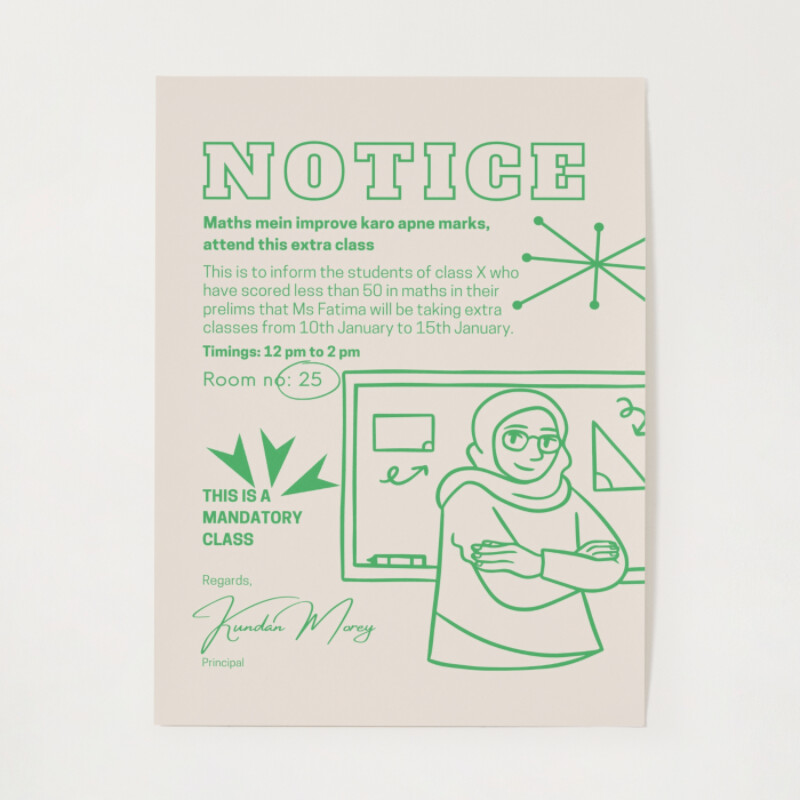 NOTICE
Maths mein improve karo apne marks,
attend this extra class
This is to inform the students of class X who
have scored less than 50 in maths in their
prelims that Ms Fatima will be taking extra
classes from 10th January to 15th January.
Timings: 12 pm to 2 pm
Room no: 25
THIS IS A
MANDATORY
CLASS
Regards,
Kundan Morey
Principal